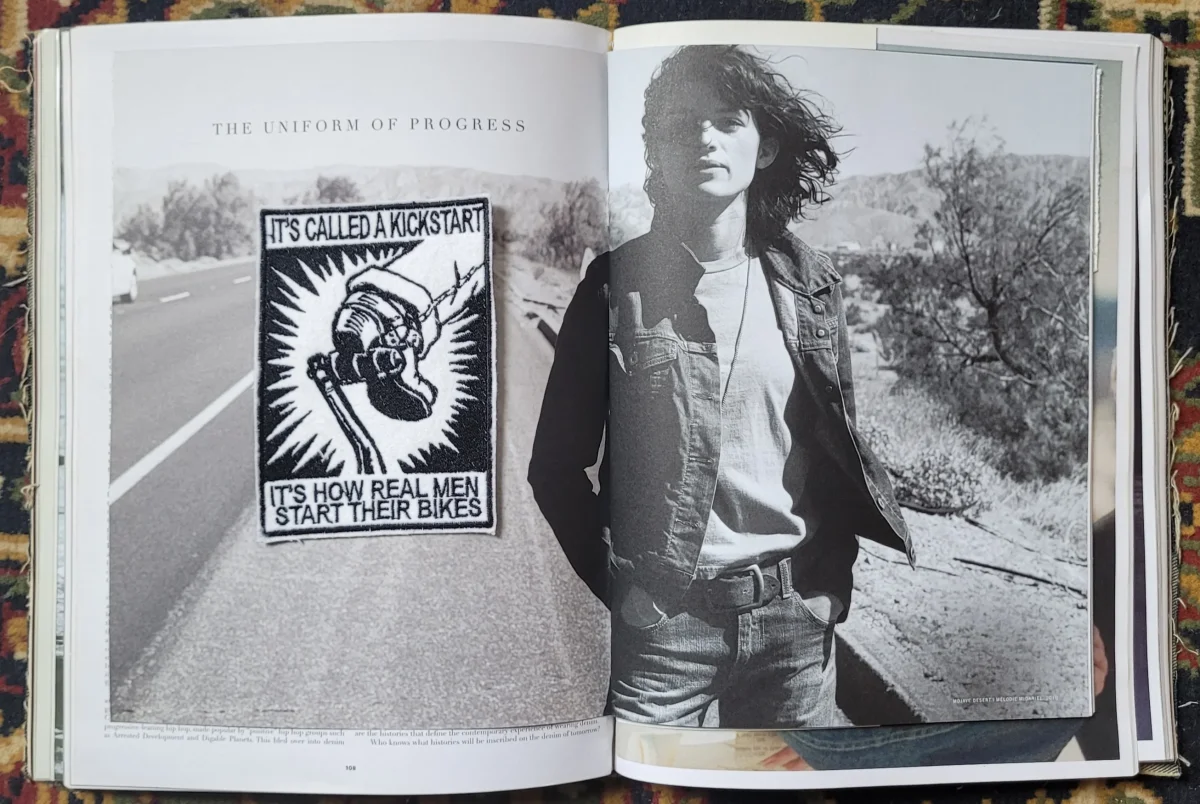 THE UNIFORM OF PROGRESS
IT'S CALLED A KICKSTART
IT'S HOW REAL MEN
START THEIR BIKES
progressive-leaning hip hop, made popular by "positive" hip hop groups such
as Arrested Development and Digable Planets. This bled over into denim
are the histories that define the contemporary experience of wearing denim.
Who knows what histories will be inscribed on the denim of tomorrow?
MOJAVE DESERT, MELODIE